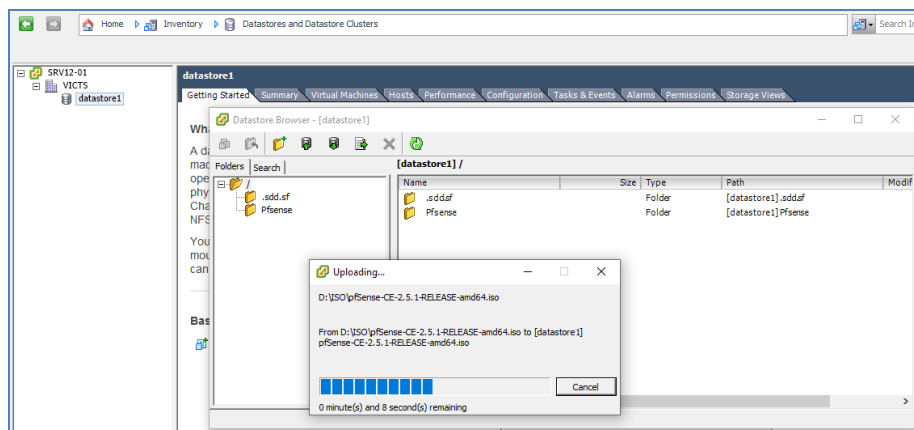 Home Inventory Datastores and Datastore Clusters
Search In
SRV12-01
VICTS
datastore1
datastore1
Getting Started Summary Virtual Machines Hosts Performance Configuration Tasks & Events Alarms Permissions Storage Views
Wh
A da
mac
ope
phy
Cha
NFS
You
mou
can
Bas
Datastore Browser - [datastore1]
Folders Search
/
.sdd.sf
Pfsense
[datastore1] /
Name Size Type Path Modif
.sdd.sf Folder [datastore1] .sdd.sf
Pfsense Folder [datastore1] Pfsense
Uploading...
D:\ISO\pfSense-CE-2.5.1-RELEASE-amd64.iso
From D:\ISO\pfSense-CE-2.5.1-RELEASE-amd64.iso to [datastore1]
pfSense-CE-2.5.1-RELEASE-amd64.iso
Cancel
0 minute(s) and 8 second(s) remaining